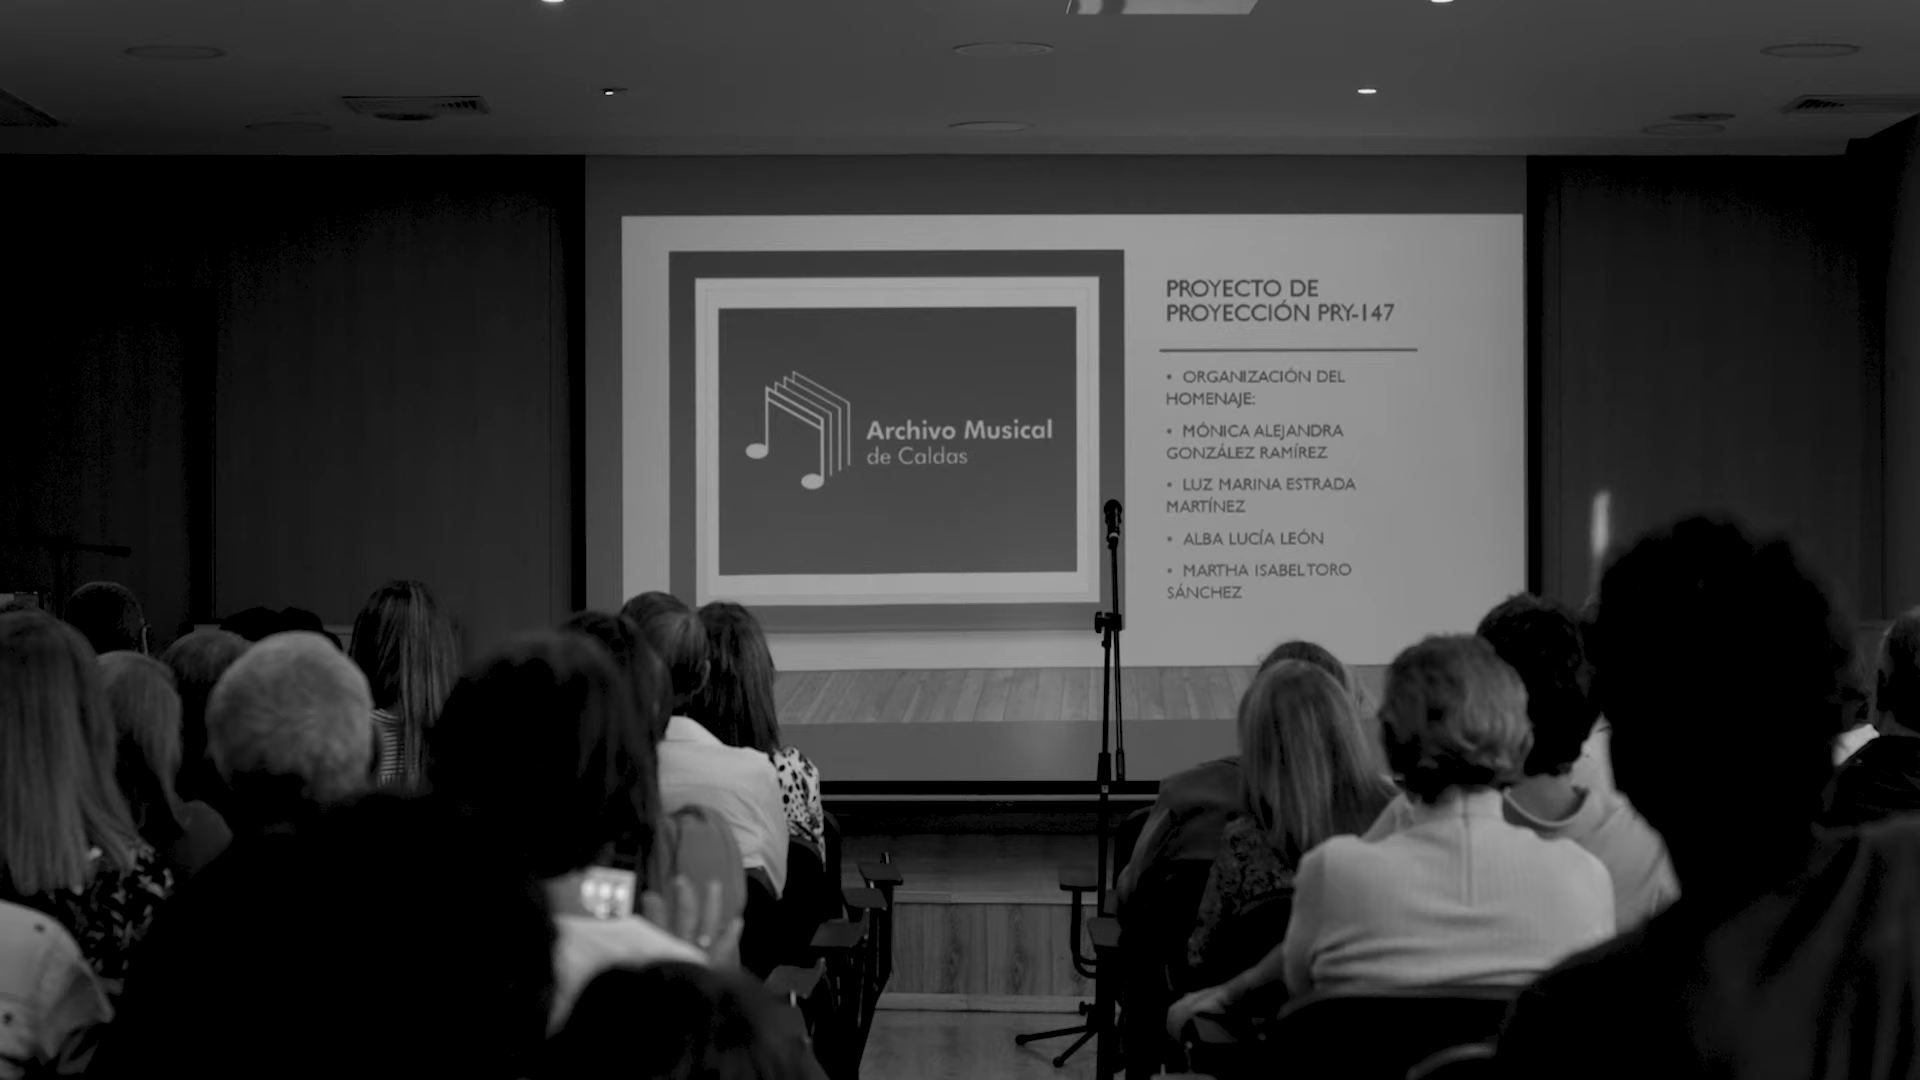 Archivo Musical
de Caldas
PROYECTO DE
PROYECCIÓN PRY-147
• ORGANIZACIÓN DEL
HOMENAJE:
• MÓNICA ALEJANDRA
GONZÁLEZ RAMÍREZ
• LUZ MARINA ESTRADA
MARTÍNEZ
• ALBA LUCÍA LEÓN
• MARTHA ISABEL TORO
SÁNCHEZ